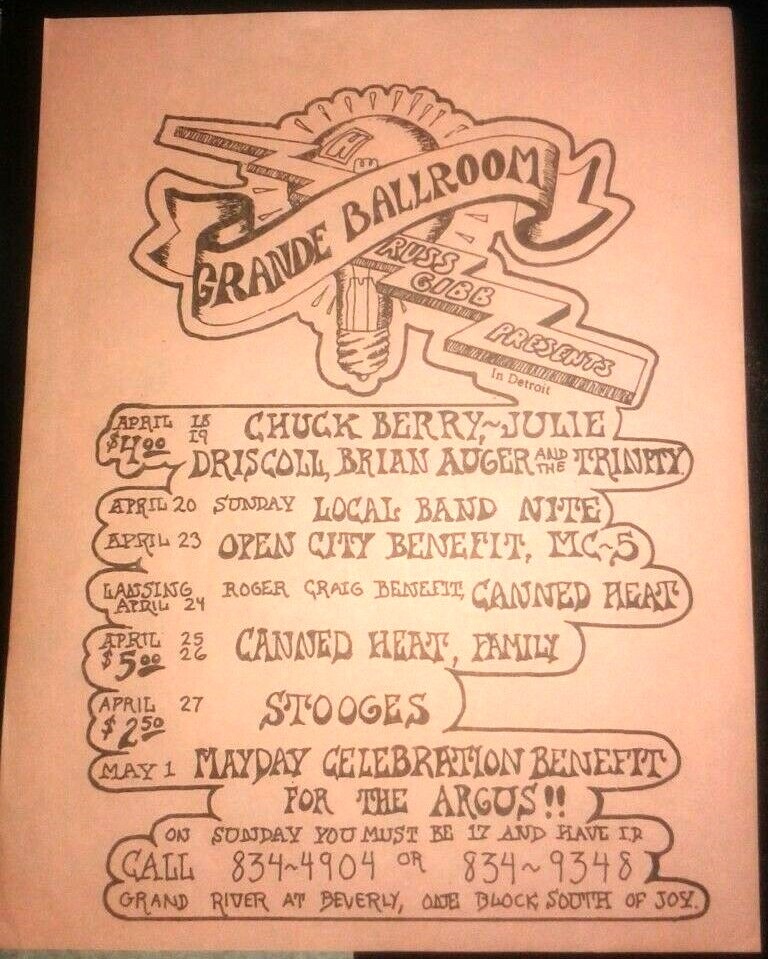 GRANDE BALLROOM
RUSS
GIBB
PRESENTS
In Detroit
APRIL 18 CHUCK BERRY,~JULIE
$4.00 19
DRISCOLL, BRIAN AUGER AND THE TRINITY
APRIL 20 SUNDAY LOCAL BAND NITE
APRIL 23 OPEN CITY BENEFIT, MC~5
LANSING ROGER CRAIG BENEFIT, CANNED HEAT
APRIL 24
APRIL 25 CANNED HEAT, FAMILY
$5.00 26
APRIL 27 STOOGES
$2.50
MAY 1 MAYDAY CELEBRATION BENEFIT
FOR THE ARGUS!!
ON SUNDAY YOU MUST BE 17 AND HAVE I.D.
CALL 834~4904 OR 834~9348
GRAND RIVER AT BEVERLY, ONE BLOCK SOUTH OF JOY.